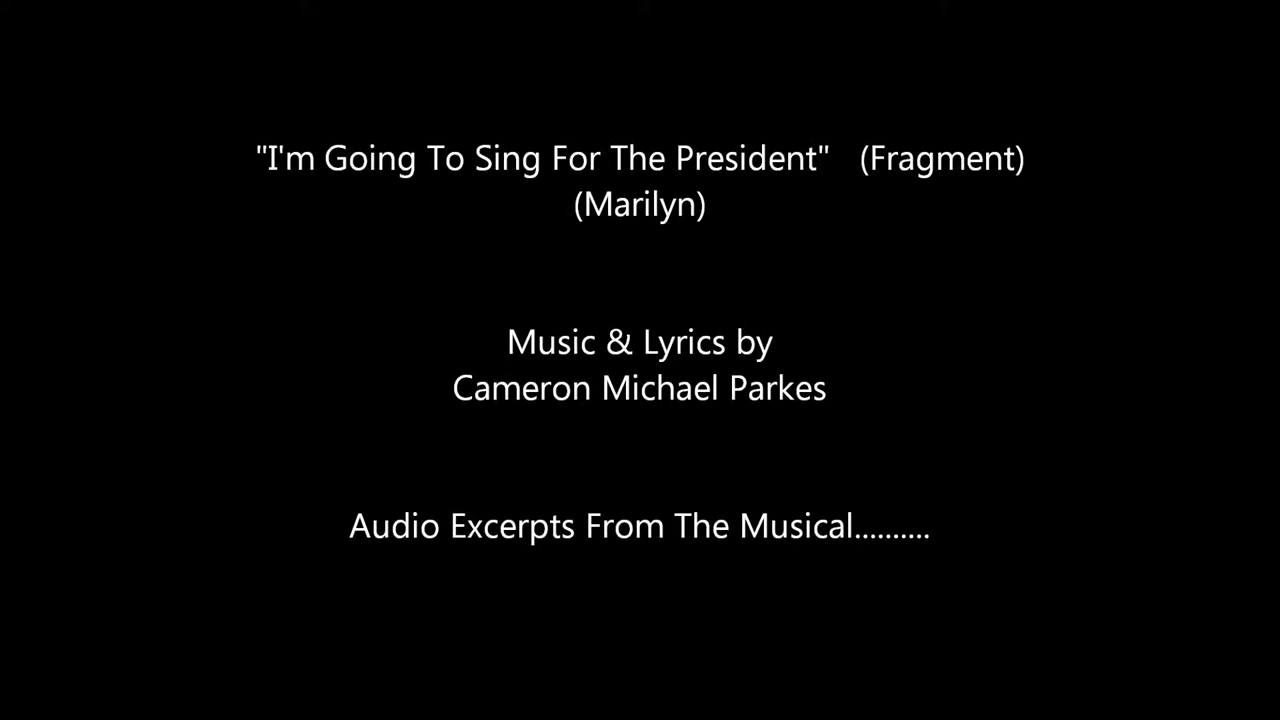 "I'm Going To Sing For The President"   (Fragment)
(Marilyn)
Music & Lyrics by
Cameron Michael Parkes
Audio Excerpts From The Musical..........